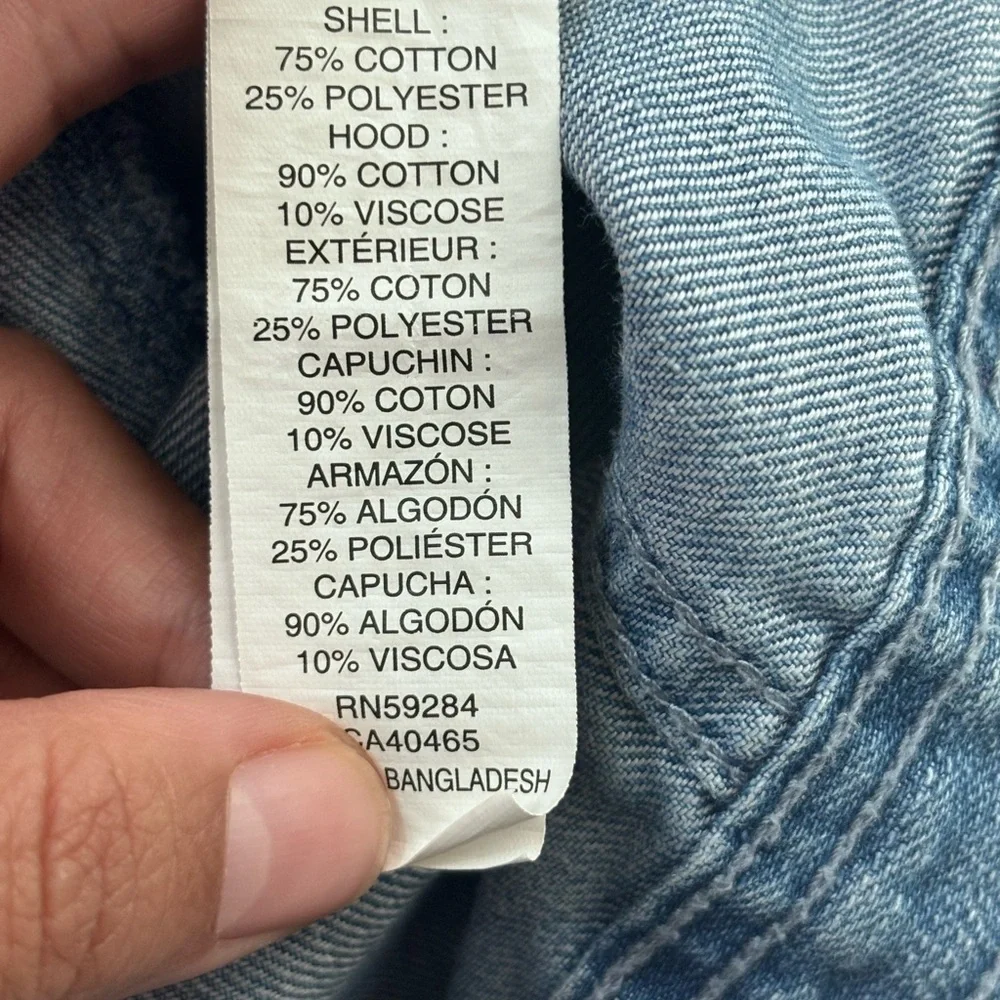 SHELL :
75% COTTON
25% POLYESTER
HOOD :
90% COTTON
10% VISCOSE
EXTÉRIEUR :
75% COTON
25% POLYESTER
CAPUCHIN :
90% COTON
10% VISCOSE
ARMAZÓN :
75% ALGODÓN
25% POLIÉSTER
CAPUCHA :
90% ALGODÓN
10% VISCOSA
RN59284
CA40465
BANGLADESH